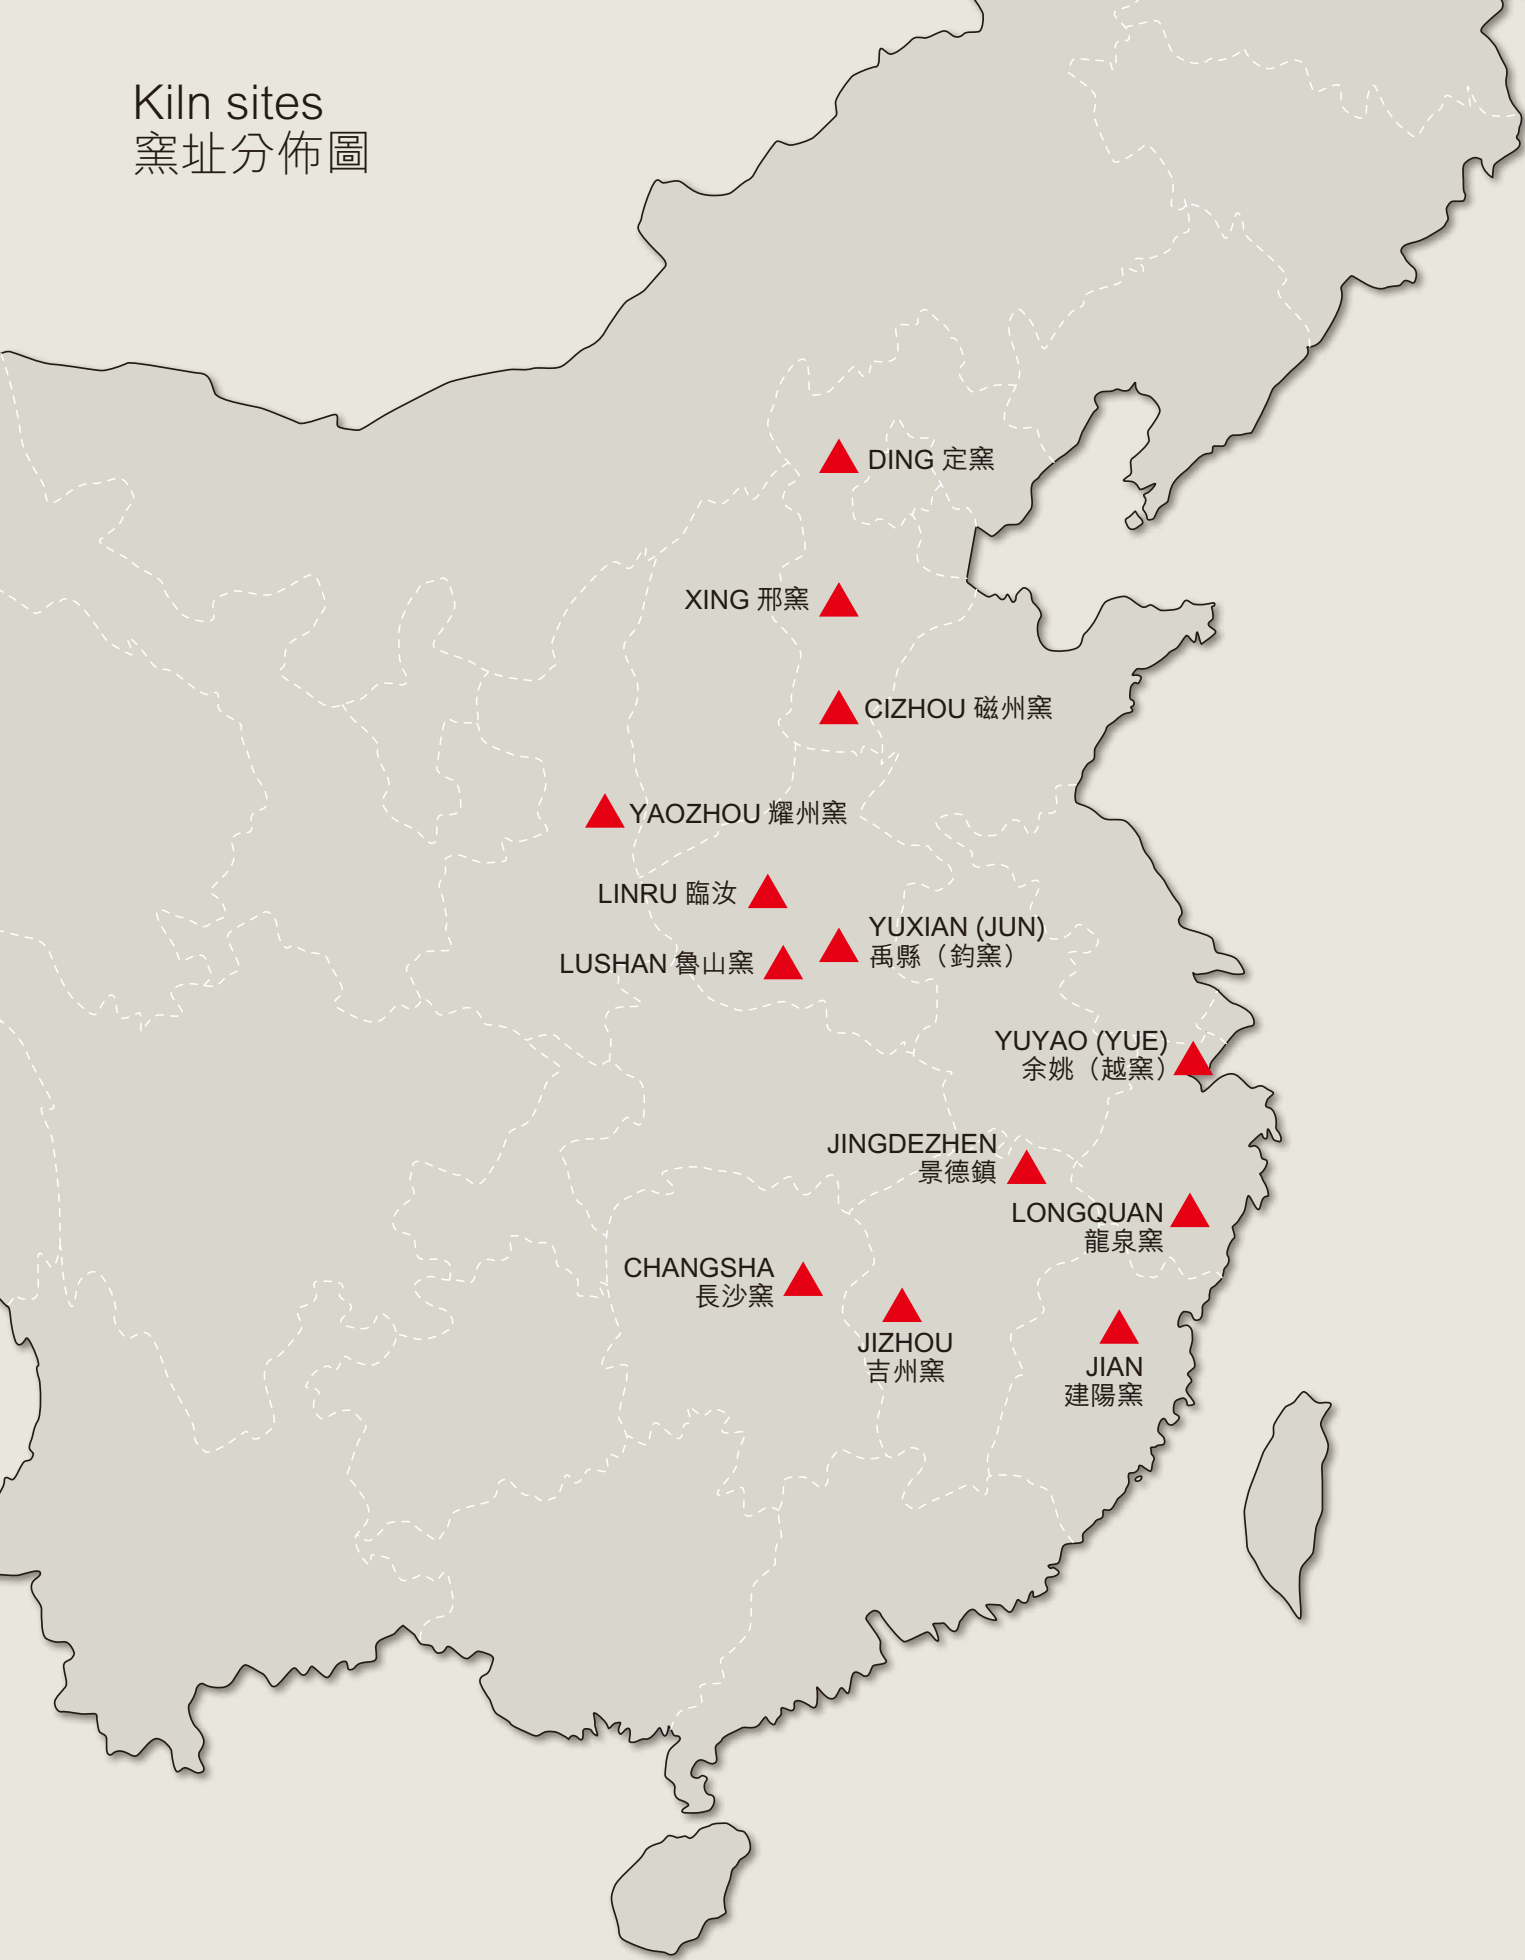 Kiln sites
窯址分佈圖
DING 定窯
XING 邢窯
CIZHOU 磁州窯
YAOZHOU 耀州窯
LINRU 臨汝
YUXIAN (JUN)
禹縣（鈞窯）
LUSHAN 魯山窯
YUYAO (YUE)
余姚（越窯）
JINGDEZHEN
景德鎮
LONGQUAN
龍泉窯
CHANGSHA
長沙窯
JIZHOU
吉州窯
JIAN
建陽窯